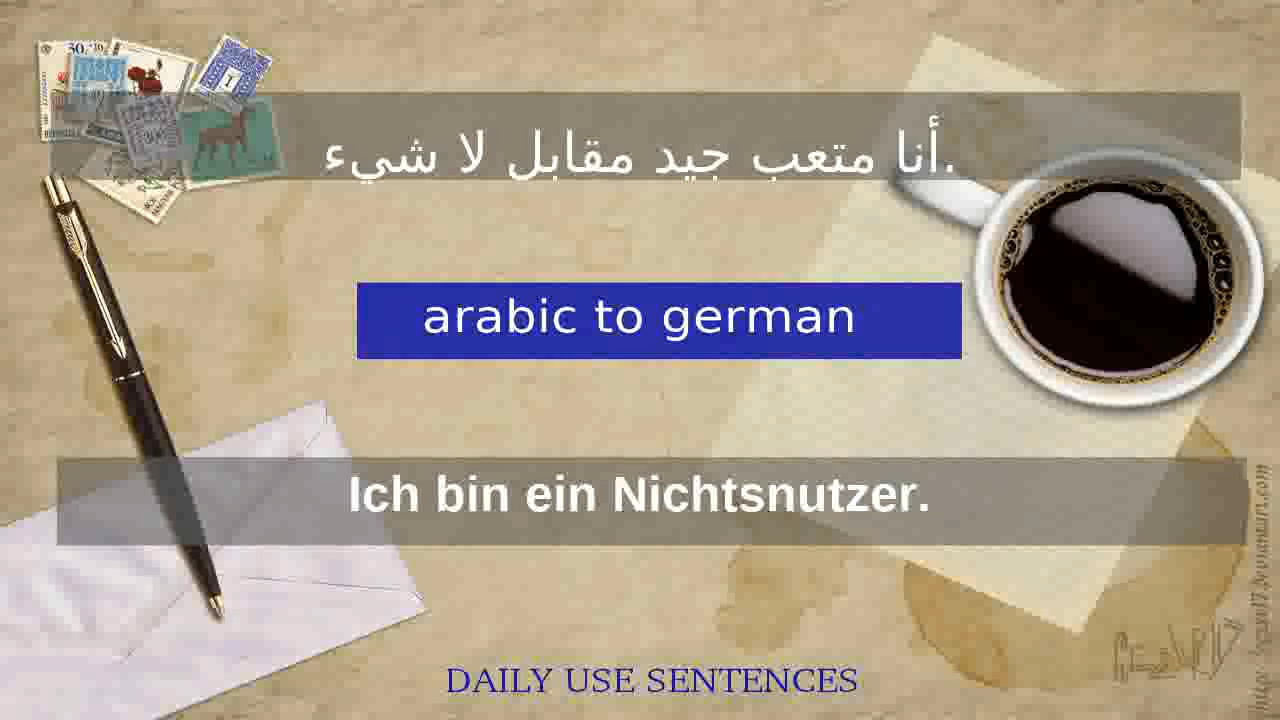 أنا متعب جيد مقابل لا شيء.
arabic to german
Ich bin ein Nichtsnutzer.
DAILY USE SENTENCES